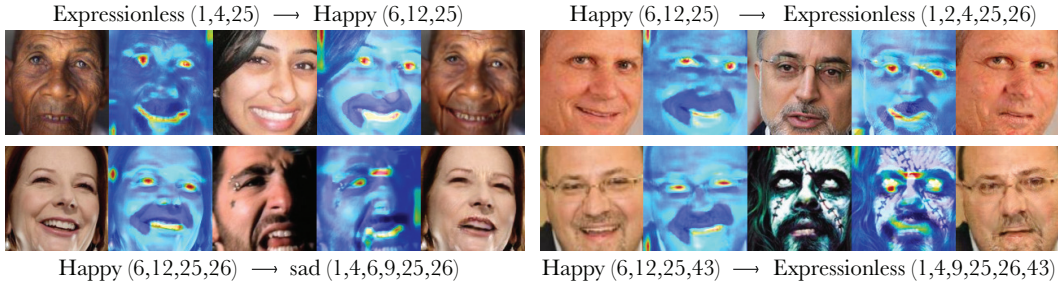 Expressionless (1,4,25) → Happy (6,12,25)
Happy (6,12,25) → Expressionless (1,2,4,25,26)
Happy (6,12,25,26) → sad (1,4,6,9,25,26)
Happy (6,12,25,43) → Expressionless (1,4,9,25,26,43)